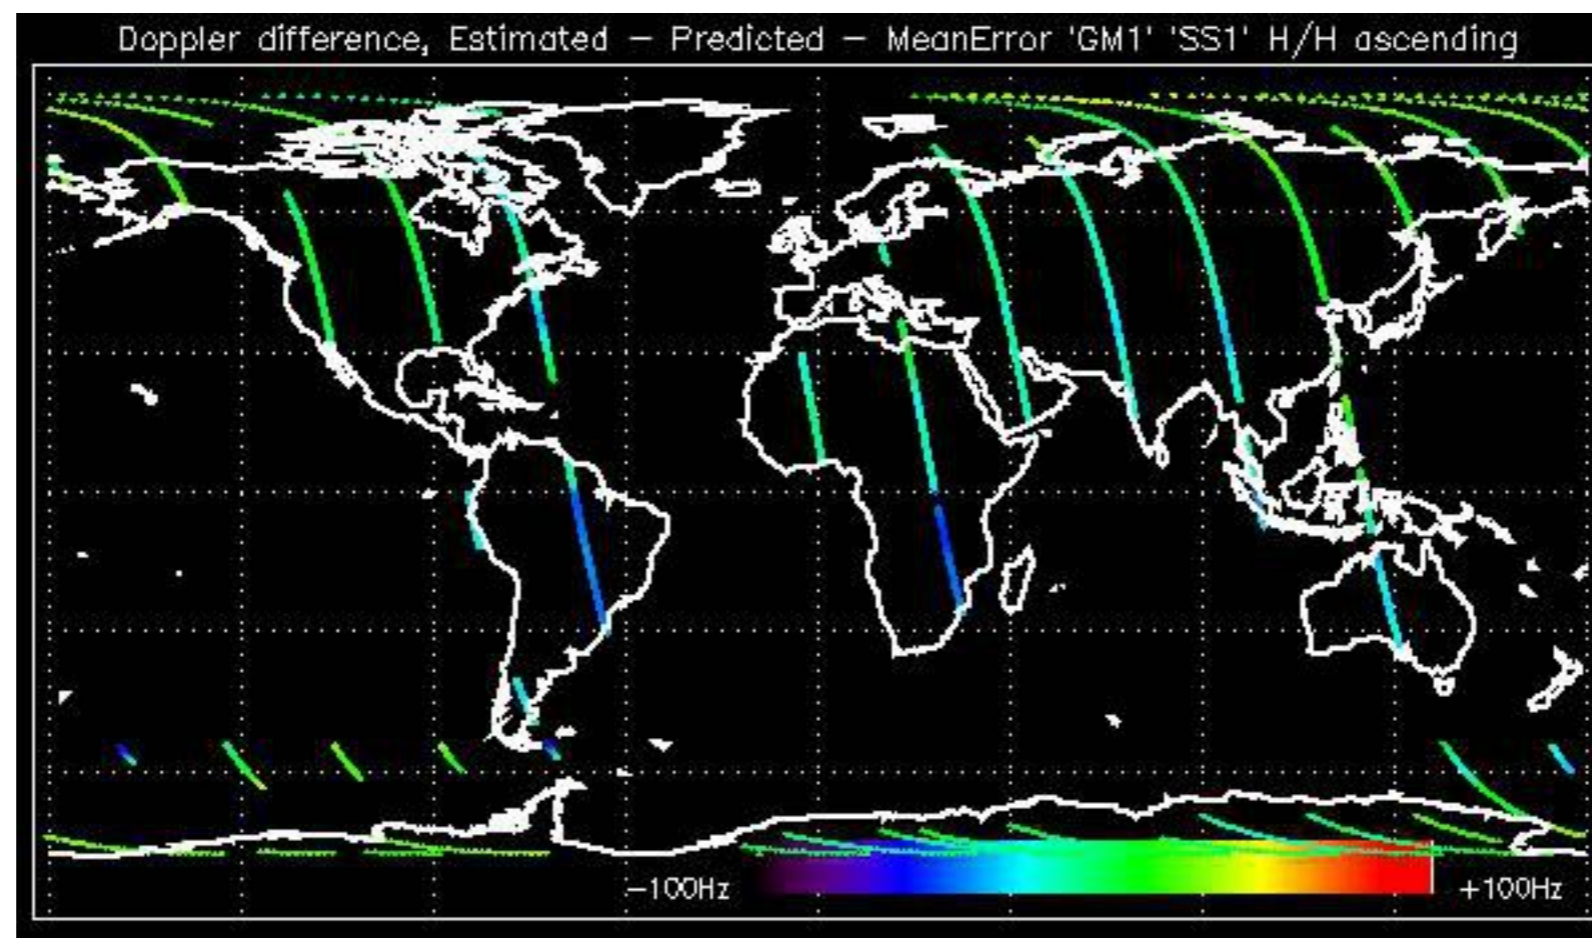 Doppler difference, Estimated – Predicted – MeanError 'GM1' 'SS1' H/H ascending
–100Hz
+100Hz